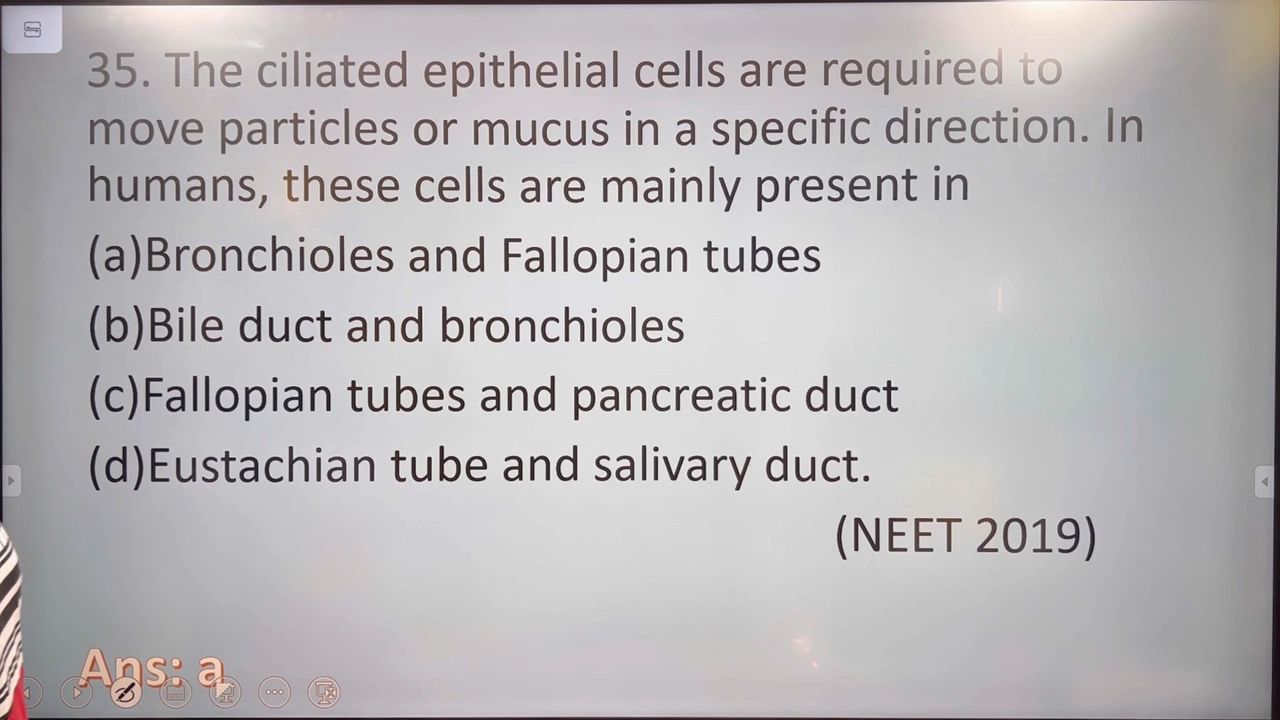 35. The ciliated epithelial cells are required to
move particles or mucus in a specific direction. In
humans, these cells are mainly present in
(a)Bronchioles and Fallopian tubes
(b)Bile duct and bronchioles
(c)Fallopian tubes and pancreatic duct
(d)Eustachian tube and salivary duct.
(NEET 2019)
Ans: a